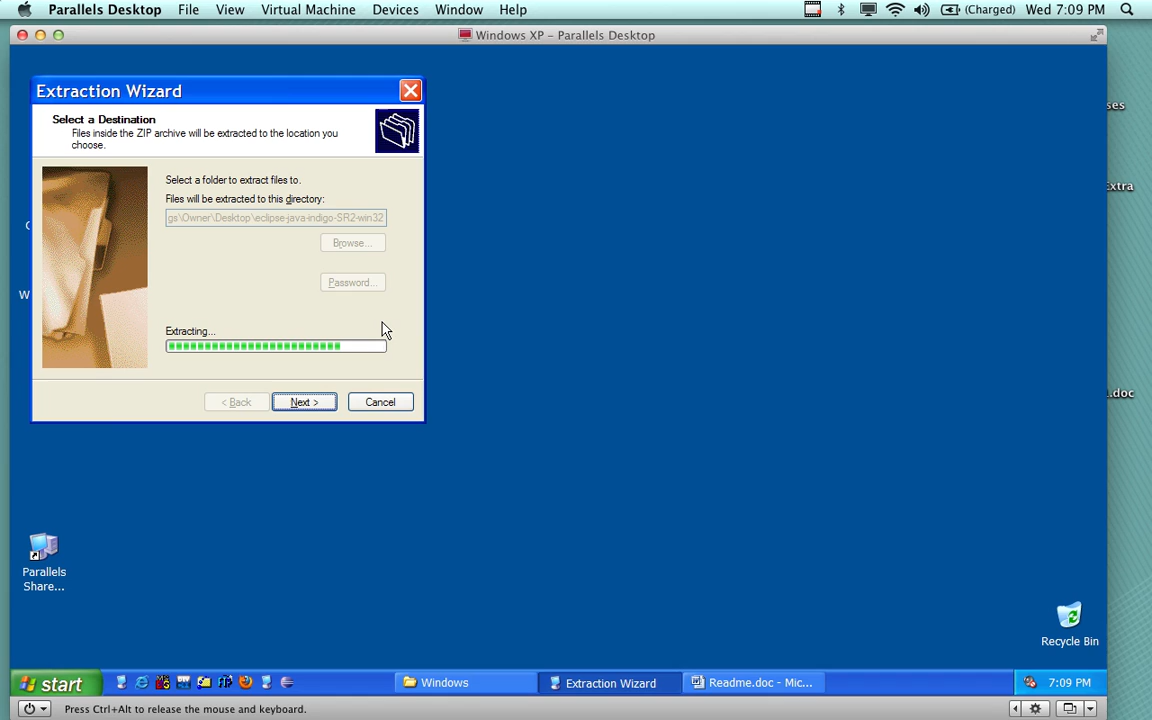 Parallels Desktop File View Virtual Machine Devices Window Help (Charged) Wed 7:09 PM
Windows XP – Parallels Desktop
Extraction Wizard
Select a Destination
Files inside the ZIP archive will be extracted to the location you
choose.
Select a folder to extract files to.
Files will be extracted to this directory:
gs\Owner\Desktop\eclipse-java-indigo-SR2-win32
Browse...
Password...
Extracting...
< Back Next > Cancel
W
Parallels
Share...
Recycle Bin
ses
xtra
.doc
start Windows Extraction Wizard Readme.doc - Mic... 7:09 PM
Press Ctrl+Alt to release the mouse and keyboard.